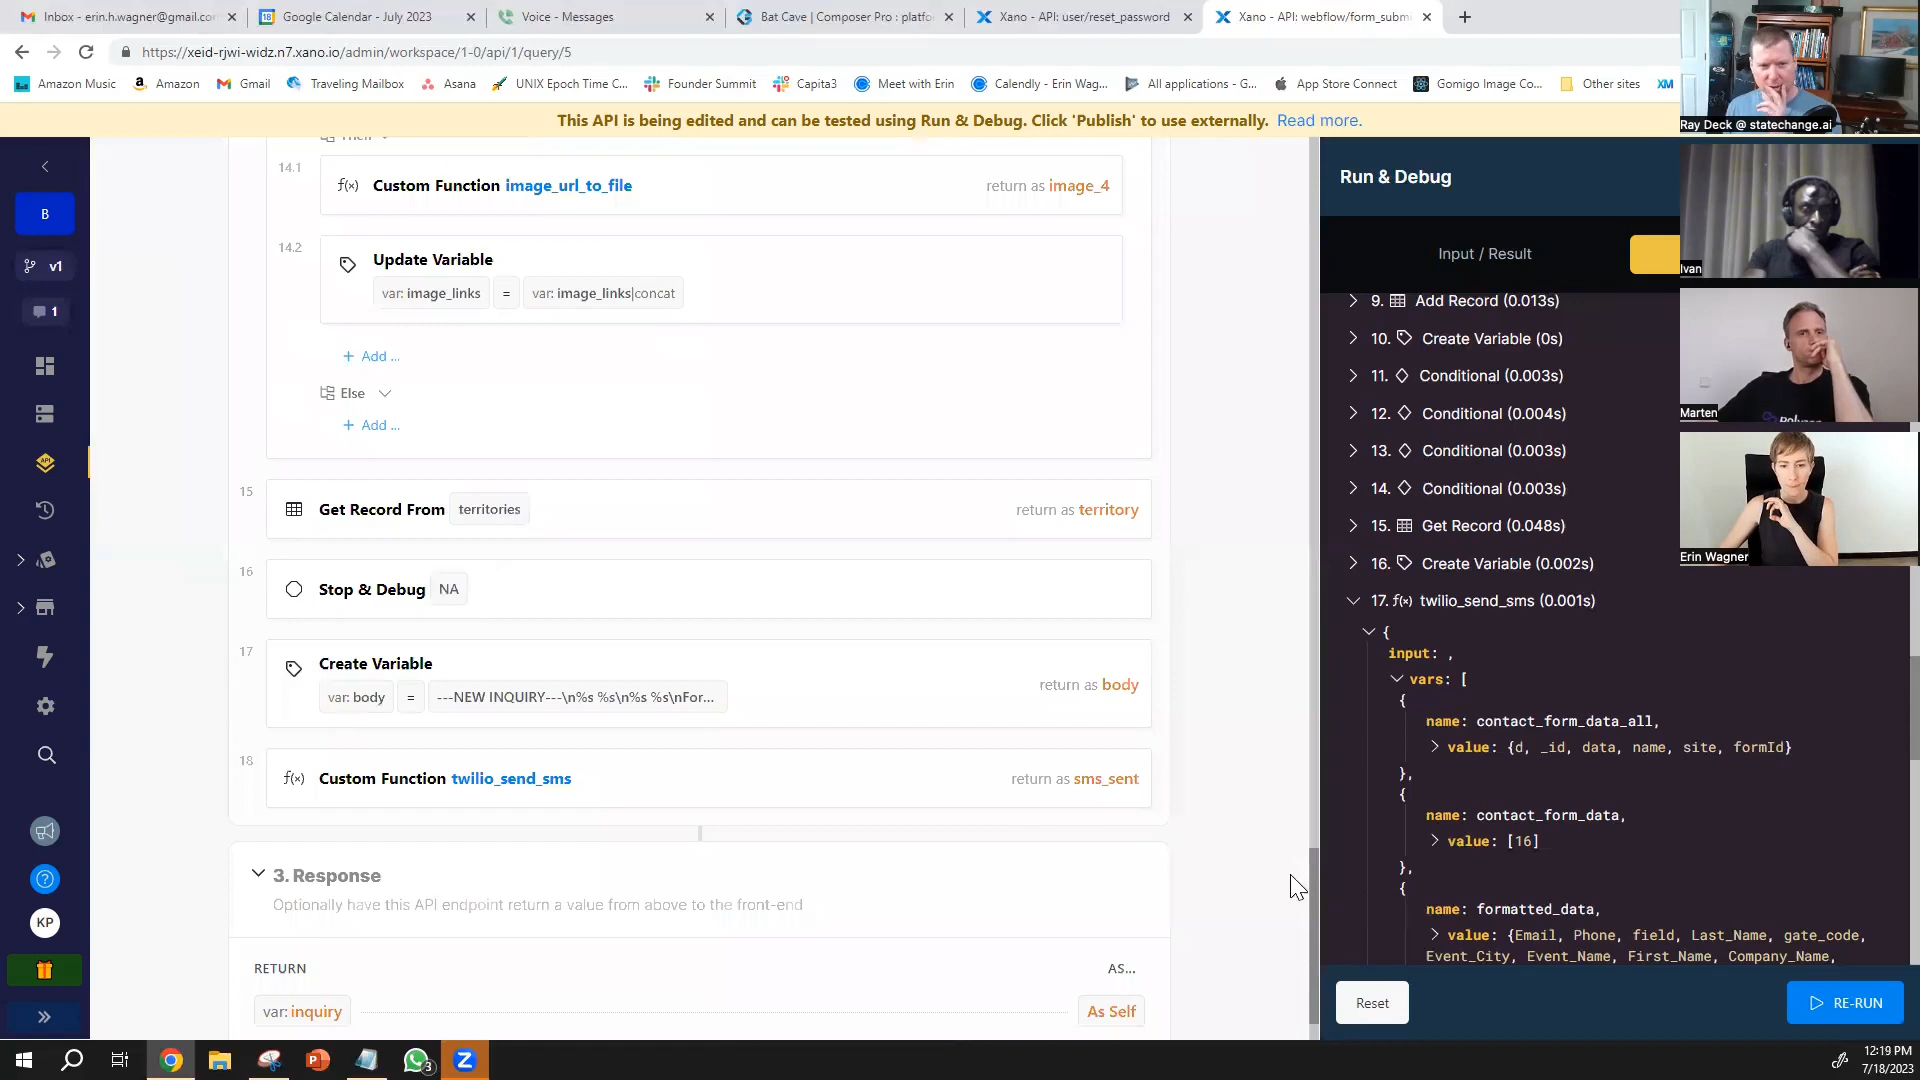 Inbox - erin.h.wagner@gmail.co
Google Calendar - July 2023
Voice - Messages
Bat Cave | Composer Pro : platfo
Xano - API: user/reset_password
Xano - API: webflow/form_subm
https://xeid-rjwi-widz.n7.xano.io/admin/workspace/1-0/api/1/query/5
Amazon Music
Amazon
Gmail
Traveling Mailbox
Asana
UNIX Epoch Time C...
Founder Summit
Capita3
Meet with Erin
Calendly - Erin Wag...
All applications - G...
App Store Connect
Gomigo Image Co...
Other sites
XM
This API is being edited and can be tested using Run & Debug. Click 'Publish' to use externally. Read more.
B
v1
1
KP
Then
14.1
f(x) Custom Function image_url_to_file
return as image_4
14.2
Update Variable
var: image_links = var: image_links|concat
+ Add ...
Else
+ Add ...
15
Get Record From territories
return as territory
16
Stop & Debug NA
17
Create Variable
var: body = ---NEW INQUIRY---\n%s %s\n%s %s\nFor...
return as body
18
f(x) Custom Function twilio_send_sms
return as sms_sent
3. Response
Optionally have this API endpoint return a value from above to the front-end
RETURN
AS...
var: inquiry
As Self
Run & Debug
Input / Result
9. Add Record (0.013s)
10. Create Variable (0s)
11. Conditional (0.003s)
12. Conditional (0.004s)
13. Conditional (0.003s)
14. Conditional (0.003s)
15. Get Record (0.048s)
16. Create Variable (0.002s)
17. f(x) twilio_send_sms (0.001s)
{
input: ,
vars: [
{
name: contact_form_data_all,
value: {d, _id, data, name, site, formId}
},
{
name: contact_form_data,
value: [16]
},
{
name: formatted_data,
value: {Email, Phone, field, Last_Name, gate_code,
Event_City, Event_Name, First_Name, Company_Name,
Reset
RE-RUN
Ray Deck @ statechange.ai
Ivan
Marten
Erin Wagner
3
12:19 PM
7/18/2023